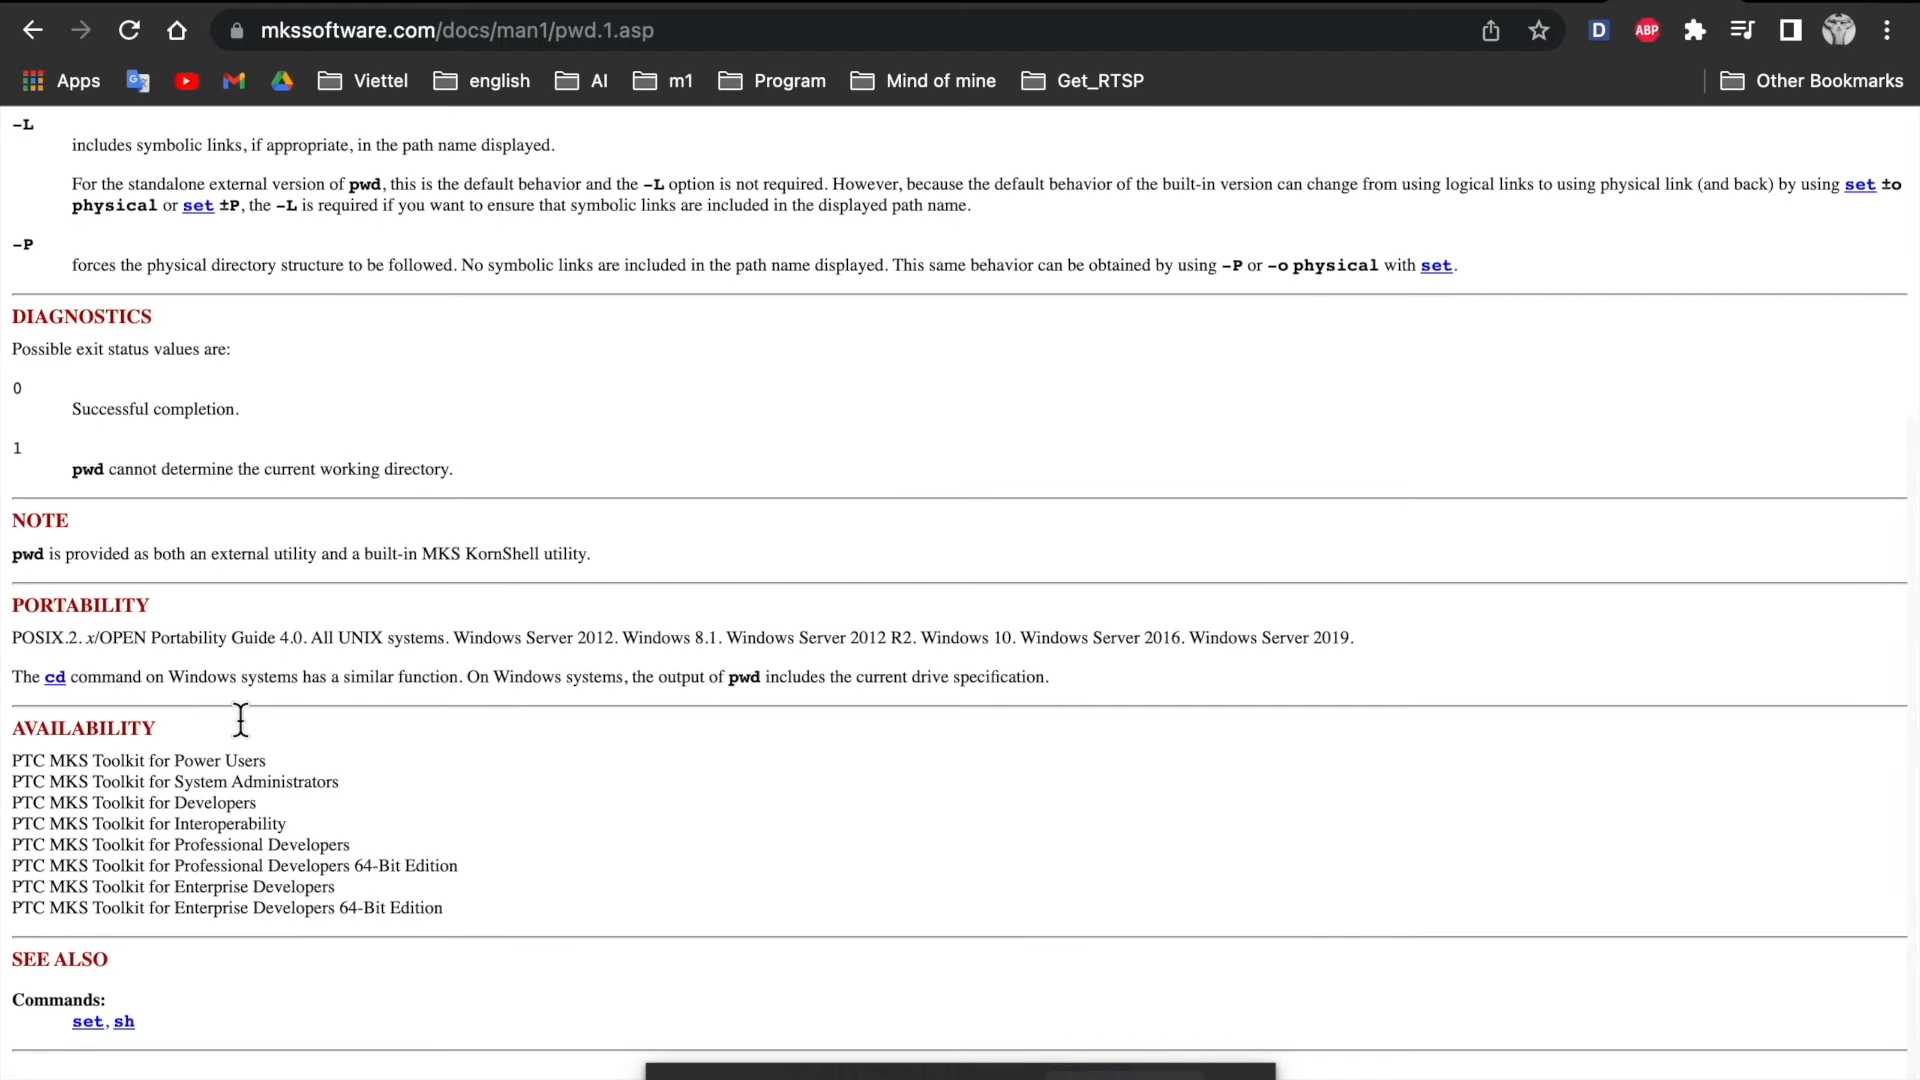 mkssoftware.com/docs/man1/pwd.1.asp
D
ABP
Apps
Viettel
english
AI
m1
Program
Mind of mine
Get_RTSP
Other Bookmarks
-L
includes symbolic links, if appropriate, in the path name displayed.
For the standalone external version of pwd, this is the default behavior and the -L option is not required. However, because the default behavior of the built-in version can change from using logical links to using physical link (and back) by using set ±o
physical or set ±P, the -L is required if you want to ensure that symbolic links are included in the displayed path name.
-P
forces the physical directory structure to be followed. No symbolic links are included in the path name displayed. This same behavior can be obtained by using -P or -o physical with set.
DIAGNOSTICS
Possible exit status values are:
0
Successful completion.
1
pwd cannot determine the current working directory.
NOTE
pwd is provided as both an external utility and a built-in MKS KornShell utility.
PORTABILITY
POSIX.2. x/OPEN Portability Guide 4.0. All UNIX systems. Windows Server 2012. Windows 8.1. Windows Server 2012 R2. Windows 10. Windows Server 2016. Windows Server 2019.
The cd command on Windows systems has a similar function. On Windows systems, the output of pwd includes the current drive specification.
AVAILABILITY
PTC MKS Toolkit for Power Users
PTC MKS Toolkit for System Administrators
PTC MKS Toolkit for Developers
PTC MKS Toolkit for Interoperability
PTC MKS Toolkit for Professional Developers
PTC MKS Toolkit for Professional Developers 64-Bit Edition
PTC MKS Toolkit for Enterprise Developers
PTC MKS Toolkit for Enterprise Developers 64-Bit Edition
SEE ALSO
Commands:
set, sh